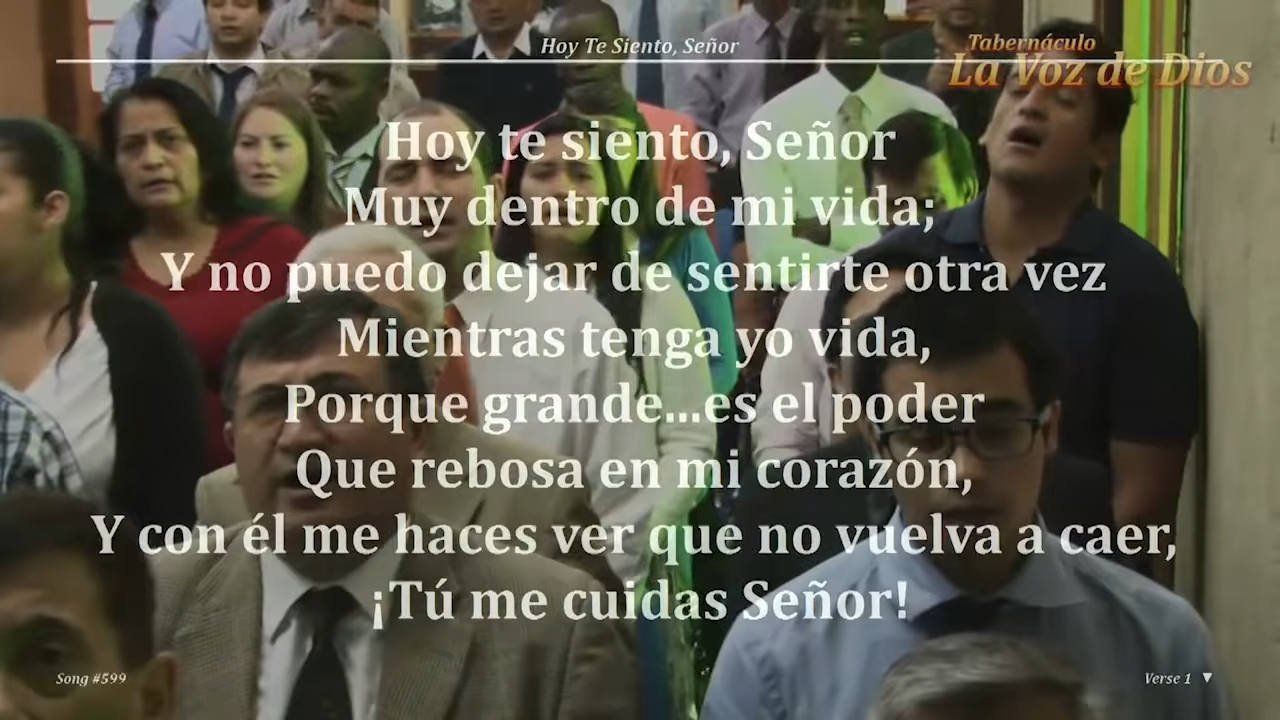 Hoy Te Siento, Señor
Tabernáculo
La Voz de Dios
Hoy te siento, Señor
Muy dentro de mi vida;
Y no puedo dejar de sentirte otra vez
Mientras tenga yo vida,
Porque grande...es el poder
Que rebosa en mi corazón,
Y con él me haces ver que no vuelva a caer,
¡Tú me cuidas Señor!
Song #599
Verse 1 ▼